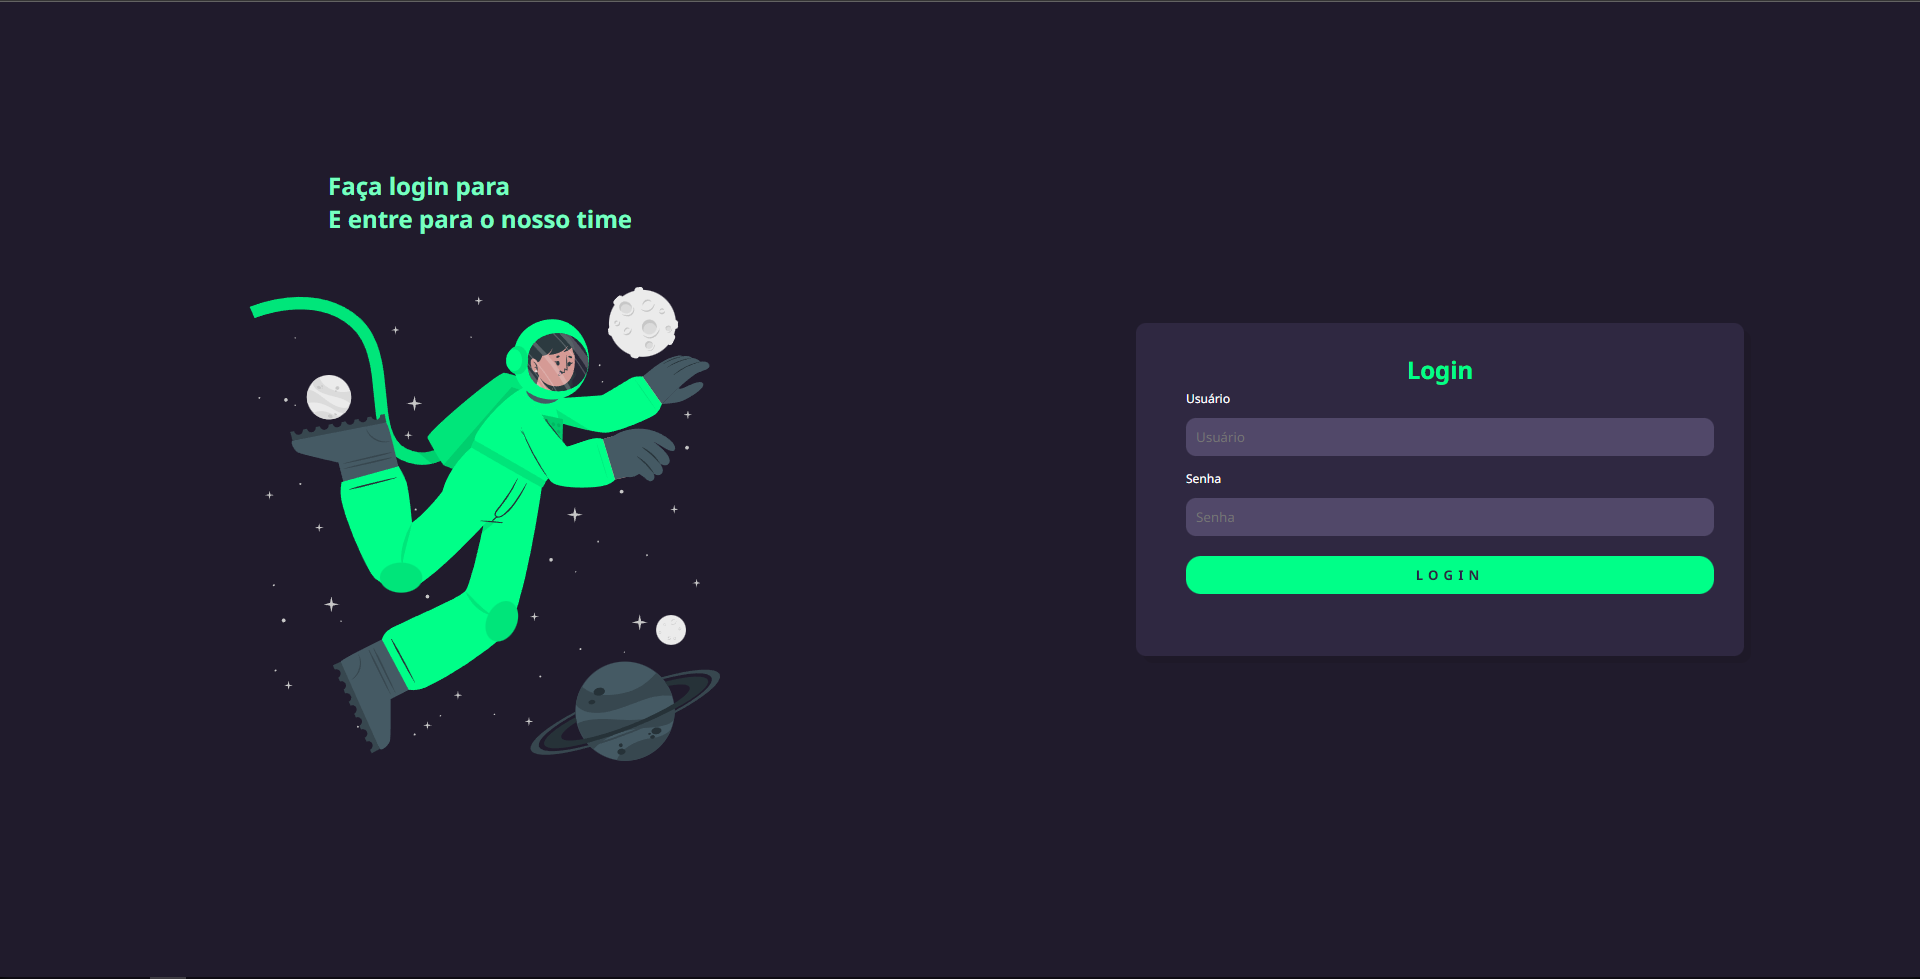 Faça login para
E entre para o nosso time
Login
Usuário
Usuário
Senha
Senha
LOGIN